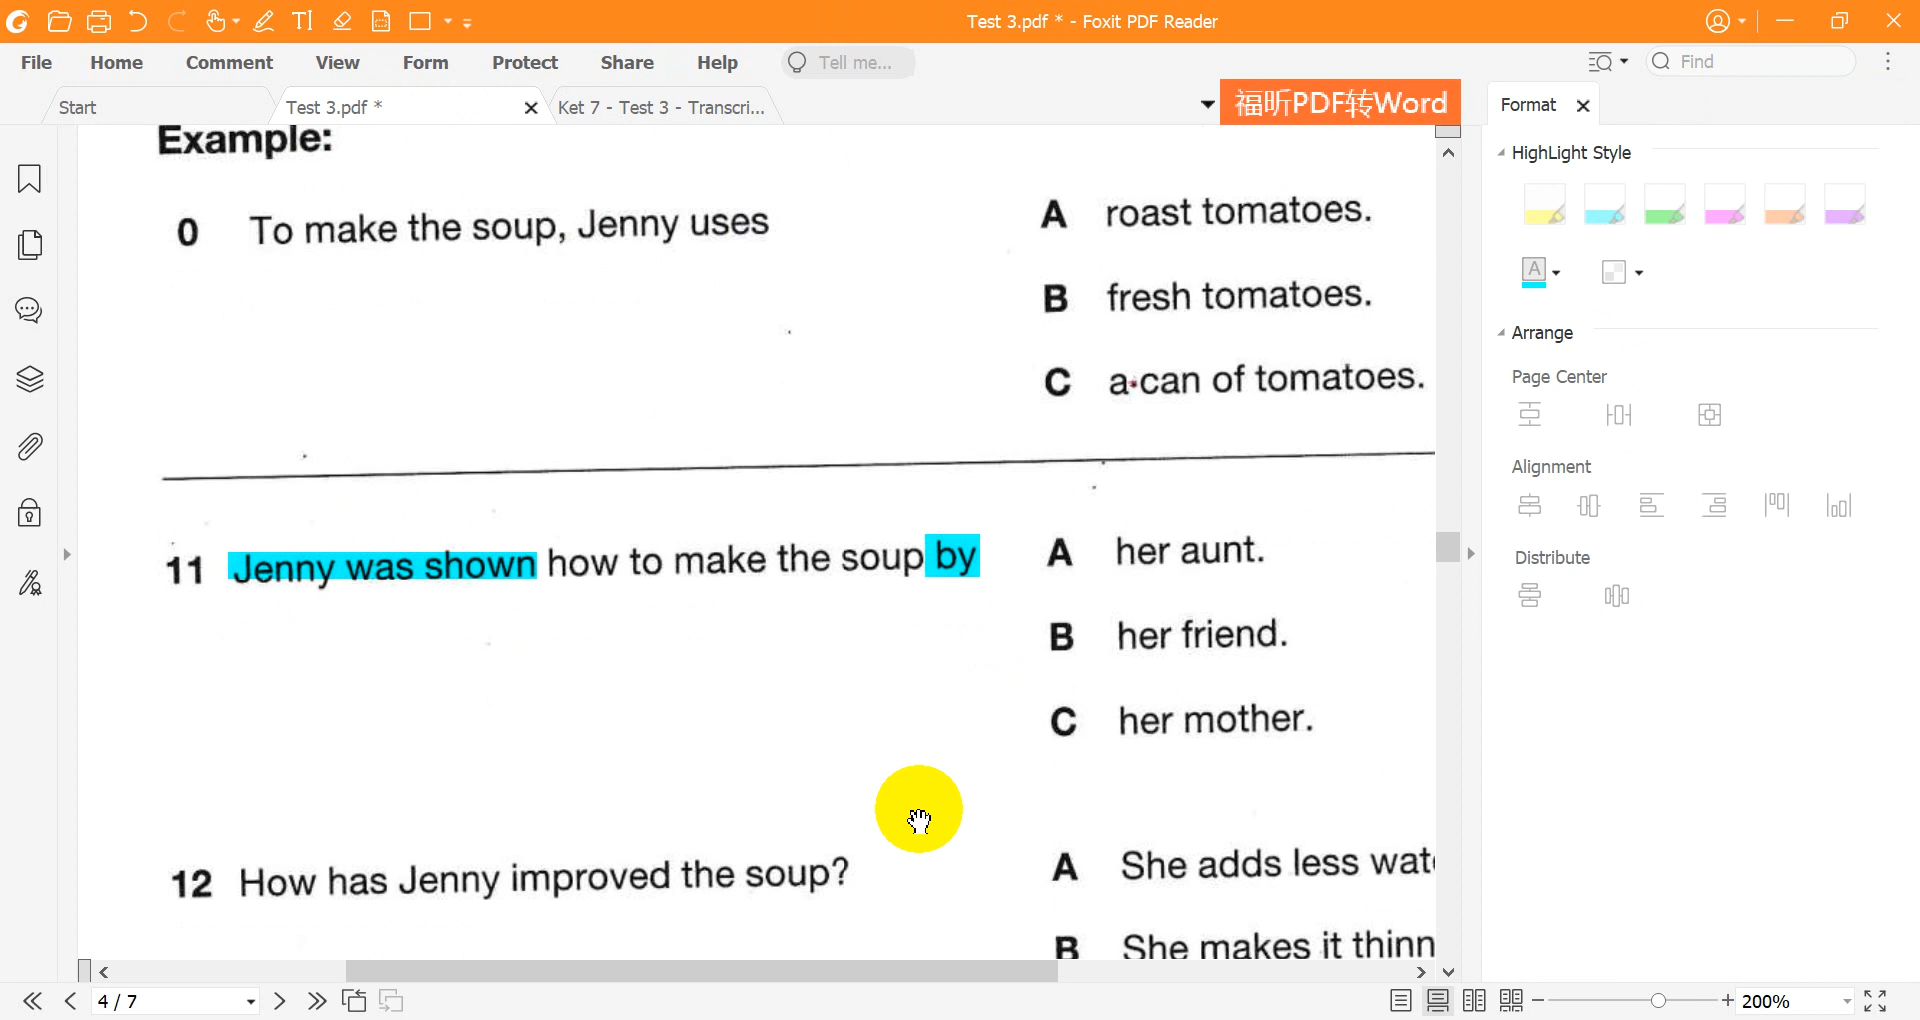 Test 3.pdf * - Foxit PDF Reader
File Home Comment View Form Protect Share Help Tell me... Find
Start Test 3.pdf * Ket 7 - Test 3 - Transcri... 福昕PDF转Word Format
Example:
0 To make the soup, Jenny uses
A roast tomatoes.
B fresh tomatoes.
C a can of tomatoes.
11 Jenny was shown how to make the soup by
A her aunt.
B her friend.
C her mother.
12 How has Jenny improved the soup?
A She adds less wat
B She makes it thinn
HighLight Style
A
Arrange
Page Center
Alignment
Distribute
4 / 7
200%